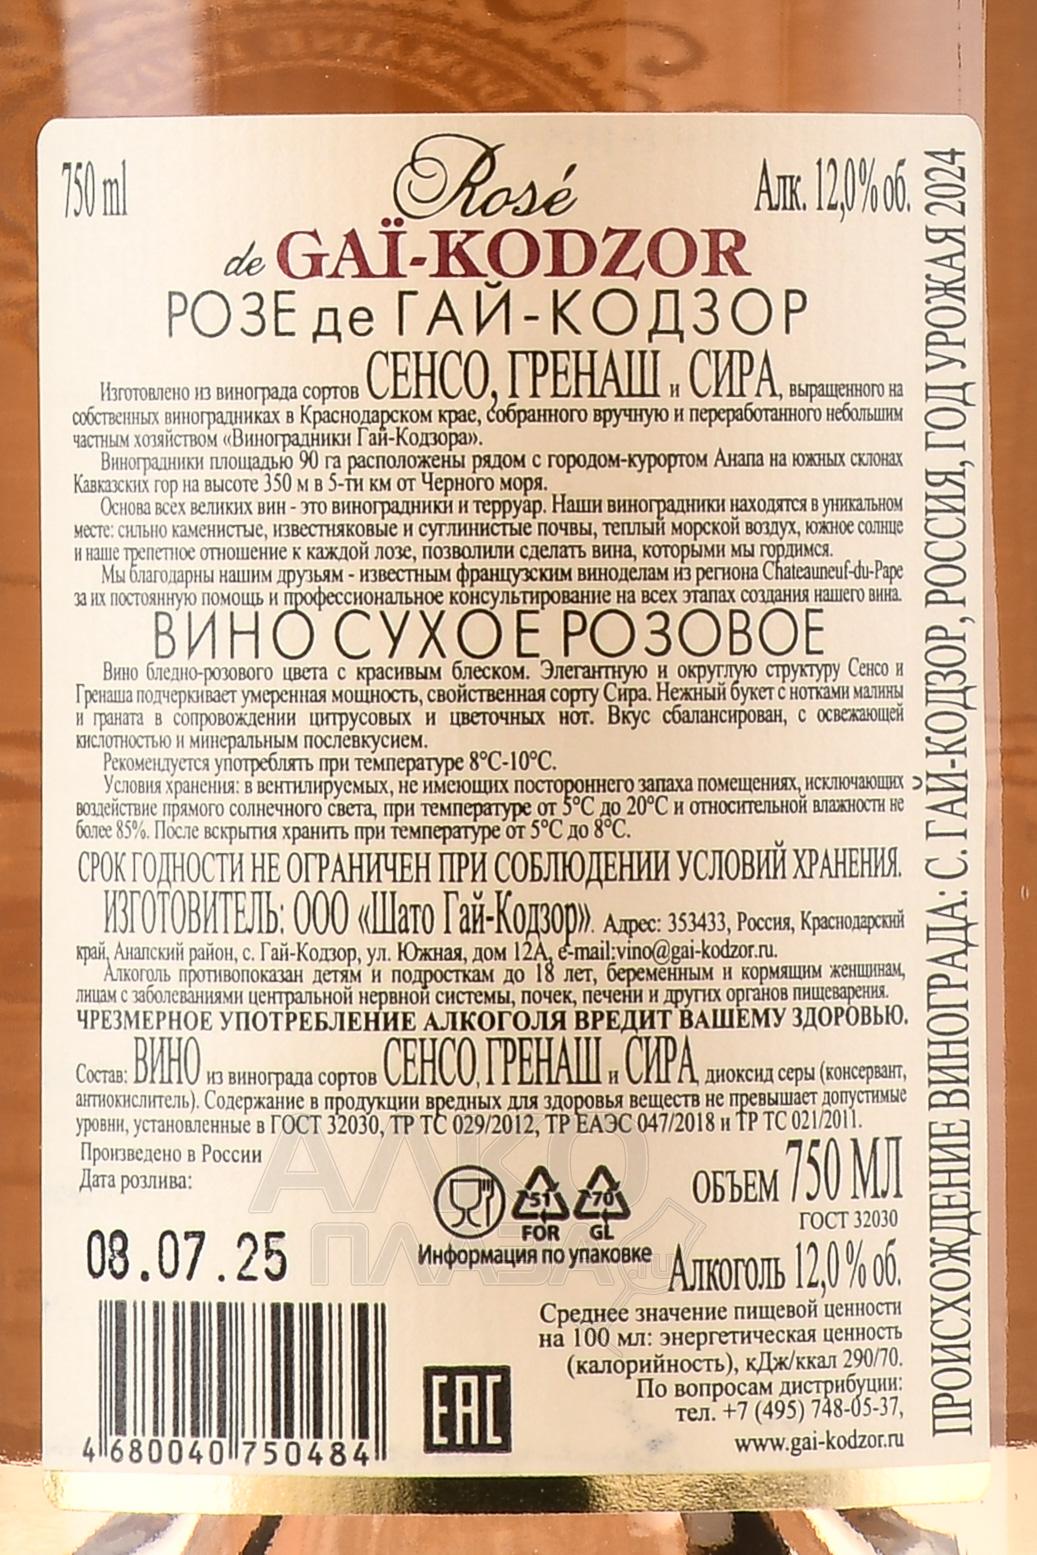 750 ml
Rosé
Алк. 12,0% об.
de GAÏ-KODZOR
РОЗЕ де ГАЙ-КОДЗОР
Изготовлено из винограда сортов СЕНСО, ГРЕНАШ и СИРА, выращенного на
собственных виноградниках в Краснодарском крае, собранного вручную и переработанного небольшим
частным хозяйством «Виноградники Гай-Кодзора».
Виноградники площадью 90 га расположены рядом с городом-курортом Анапа на южных склонах
Кавказских гор на высоте 350 м в 5-ти км от Черного моря.
Основа всех великих вин - это виноградники и терруар. Наши виноградники находятся в уникальном
месте: сильно каменистые, известняковые и суглинистые почвы, теплый морской воздух, южное солнце
и наше трепетное отношение к каждой лозе, позволили сделать вина, которыми мы гордимся.
Мы благодарны нашим друзьям - известным французским виноделам из региона Chateauneuf-du-Pape
за их постоянную помощь и профессиональное консультирование на всех этапах создания нашего вина.
ВИНО СУХОЕ РОЗОВОЕ
Вино бледно-розового цвета с красивым блеском. Элегантную и округлую структуру Сенсо и
Гренаша подчеркивает умеренная мощность, свойственная сорту Сира. Нежный букет с нотками малины
и граната в сопровождении цитрусовых и цветочных нот. Вкус сбалансирован, с освежающей
кислотностью и минеральным послевкусием.
Рекомендуется употреблять при температуре 8°С-10°С.
Условия хранения: в вентилируемых, не имеющих постороннего запаха помещениях, исключающих
воздействие прямого солнечного света, при температуре от 5°С до 20°С и относительной влажности не
более 85%. После вскрытия хранить при температуре от 5°С до 8°С.
СРОК ГОДНОСТИ НЕ ОГРАНИЧЕН ПРИ СОБЛЮДЕНИИ УСЛОВИЙ ХРАНЕНИЯ.
ИЗГОТОВИТЕЛЬ: ООО «Шато Гай-Кодзор». Адрес: 353433, Россия, Краснодарский
край, Анапский район, с. Гай-Кодзор, ул. Южная, дом 12А, e-mail:vino@gai-kodzor.ru.
Алкоголь противопоказан детям и подросткам до 18 лет, беременным и кормящим женщинам,
лицам с заболеваниями центральной нервной системы, почек, печени и других органов пищеварения.
ЧРЕЗМЕРНОЕ УПОТРЕБЛЕНИЕ АЛКОГОЛЯ ВРЕДИТ ВАШЕМУ ЗДОРОВЬЮ.
Состав: ВИНО из винограда сортов СЕНСО, ГРЕНАШ и СИРА, диоксид серы (консервант,
антиокислитель). Содержание в продукции вредных для здоровья веществ не превышает допустимые
уровни, установленные в ГОСТ 32030, ТР ТС 029/2012, ТР ЕАЭС 047/2018 и ТР ТС 021/2011.
Произведено в России
Дата розлива:
08.07.25
51 70
FOR GL
Информация по упаковке
ОБЪЕМ 750 МЛ
ГОСТ 32030
Алкоголь 12,0% об.
Среднее значение пищевой ценности
на 100 мл: энергетическая ценность
(калорийность), кДж/ккал 290/70.
По вопросам дистрибуции:
тел. +7 (495) 748-05-37,
www.gai-kodzor.ru
4 680040 750484
EAC
ПРОИСХОЖДЕНИЕ ВИНОГРАДА: С. ГАЙ-КОДЗОР, РОССИЯ, ГОД УРОЖАЯ 2024
АЛКО
ПЛАЗА.ru